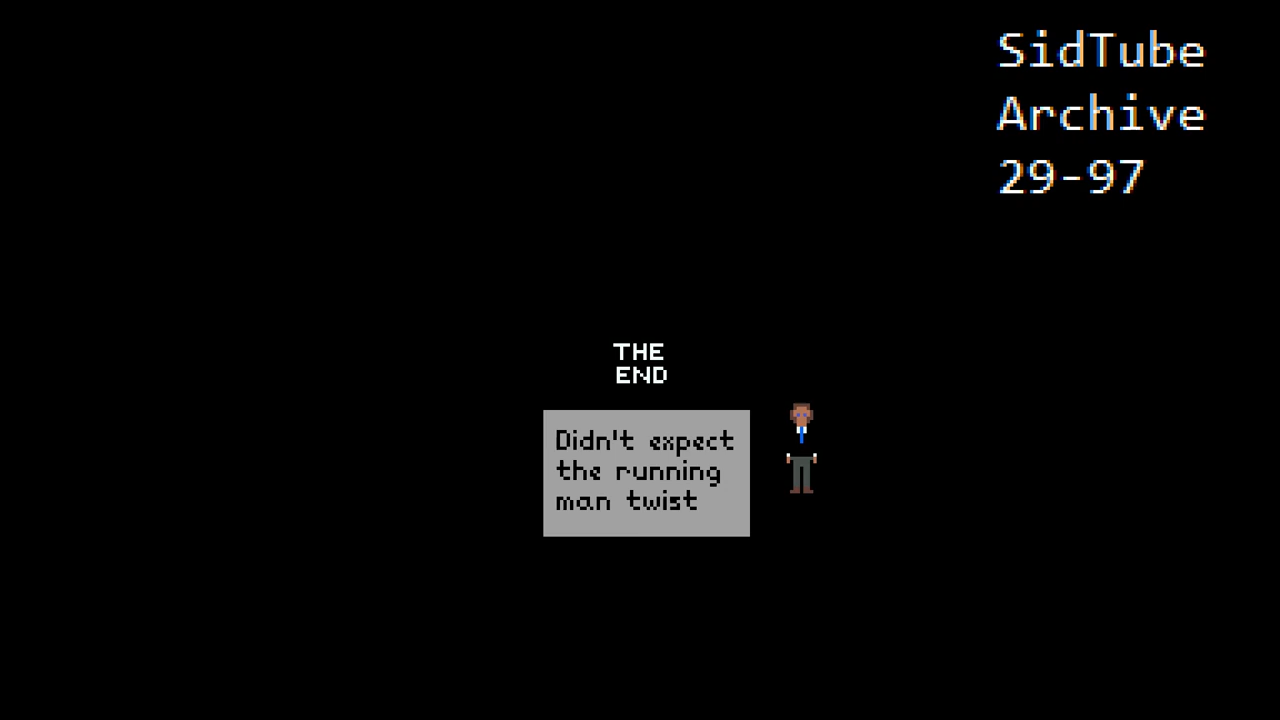 SidTube
Archive
29-97
THE
END
Didn't expect
the running
man twist